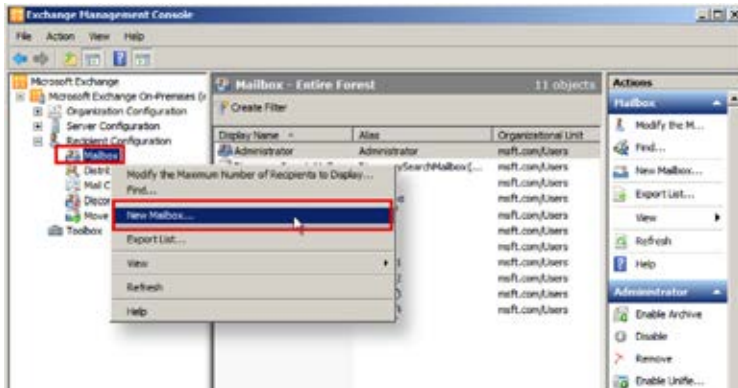 Exchange Management Console
File Action View Help
Microsoft Exchange
Microsoft Exchange On-Premises (
Organization Configuration
Server Configuration
Recipient Configuration
Mailbox
Distri
Mail C
Discon
Move
Toolbox
Mailbox - Entire Forest 11 objects
Create Filter
Display Name Alias Organizational Unit
Administrator Administrator msft.com/Users
SearchMailbox{... msft.com/Users
msft.com/Users
msft.com/Users
msft.com/Users
msft.com/Users
msft.com/Users
msft.com/Users
msft.com/Users
msft.com/Users
msft.com/Users
Modify the Maximum Number of Recipients to Display...
Find...
New Mailbox...
Export List...
View
Refresh
Help
Actions
Mailbox
Modify the M...
Find...
New Mailbox...
Export List...
View
Refresh
Help
Administrator
Enable Archive
Disable
Remove
Enable Unifie...